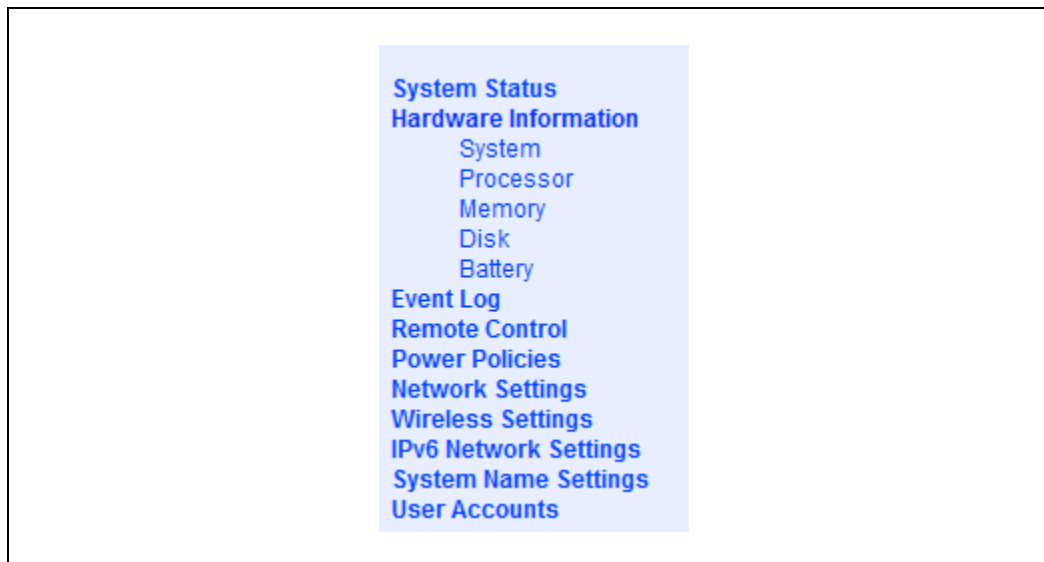 System Status
Hardware Information
System
Processor
Memory
Disk
Battery
Event Log
Remote Control
Power Policies
Network Settings
Wireless Settings
IPv6 Network Settings
System Name Settings
User Accounts